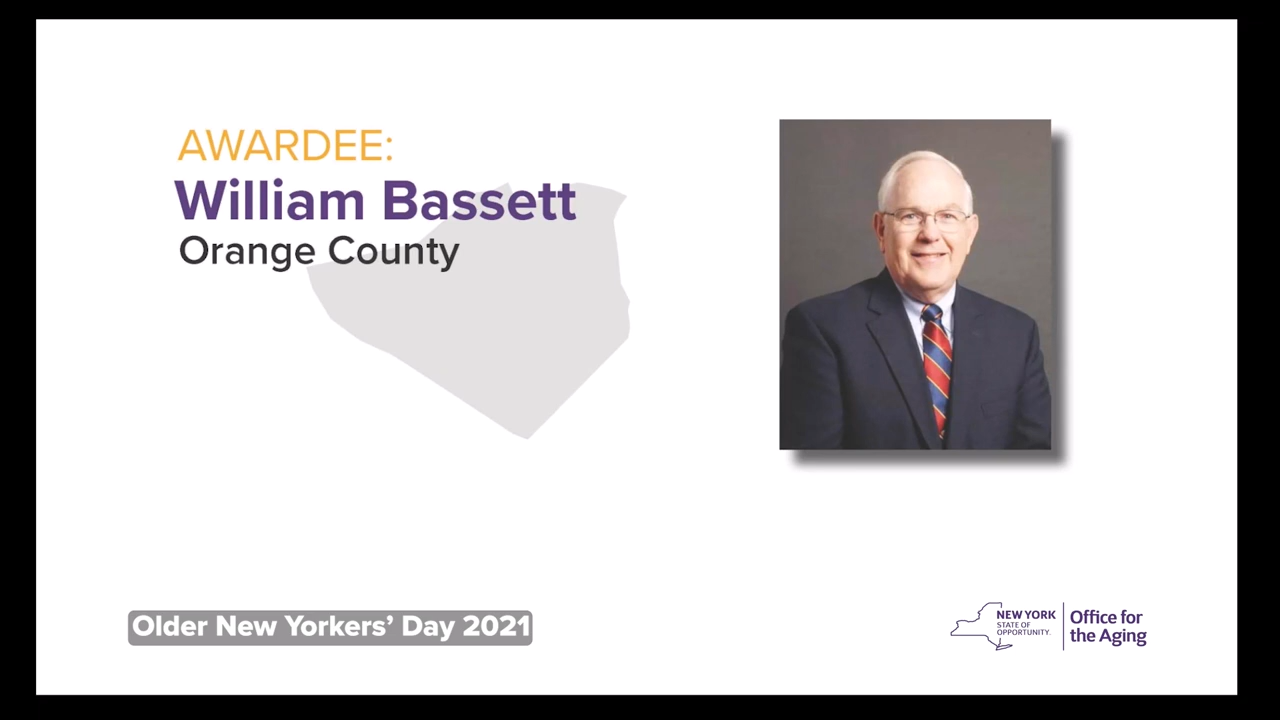 AWARDEE:
William Bassett
Orange County
Older New Yorkers’ Day 2021
NEW YORK
STATE OF
OPPORTUNITY.
Office for
the Aging